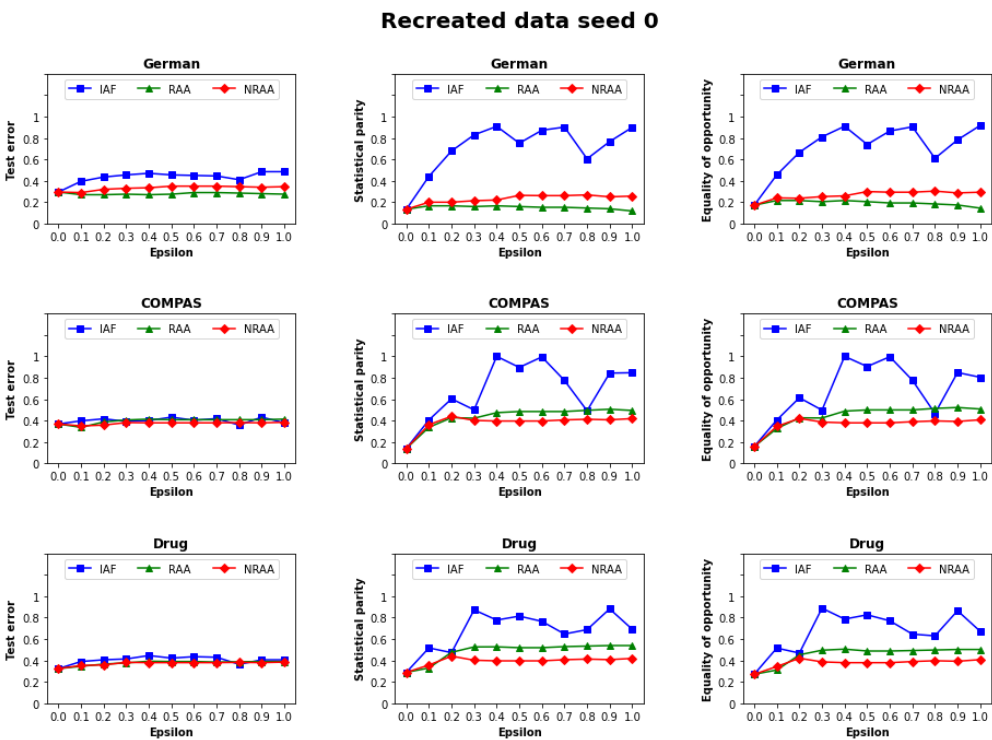 Recreated data seed 0
German
IAF RAA NRAA
Test error
1
0.8
0.6
0.4
0.2
0
0.0 0.1 0.2 0.3 0.4 0.5 0.6 0.7 0.8 0.9 1.0
Epsilon
German
IAF RAA NRAA
Statistical parity
1
0.8
0.6
0.4
0.2
0
0.0 0.1 0.2 0.3 0.4 0.5 0.6 0.7 0.8 0.9 1.0
Epsilon
German
IAF RAA NRAA
Equality of opportunity
1
0.8
0.6
0.4
0.2
0
0.0 0.1 0.2 0.3 0.4 0.5 0.6 0.7 0.8 0.9 1.0
Epsilon
COMPAS
IAF RAA NRAA
Test error
1
0.8
0.6
0.4
0.2
0
0.0 0.1 0.2 0.3 0.4 0.5 0.6 0.7 0.8 0.9 1.0
Epsilon
COMPAS
IAF RAA NRAA
Statistical parity
1
0.8
0.6
0.4
0.2
0
0.0 0.1 0.2 0.3 0.4 0.5 0.6 0.7 0.8 0.9 1.0
Epsilon
COMPAS
IAF RAA NRAA
Equality of opportunity
1
0.8
0.6
0.4
0.2
0
0.0 0.1 0.2 0.3 0.4 0.5 0.6 0.7 0.8 0.9 1.0
Epsilon
Drug
IAF RAA NRAA
Test error
1
0.8
0.6
0.4
0.2
0
0.0 0.1 0.2 0.3 0.4 0.5 0.6 0.7 0.8 0.9 1.0
Epsilon
Drug
IAF RAA NRAA
Statistical parity
1
0.8
0.6
0.4
0.2
0
0.0 0.1 0.2 0.3 0.4 0.5 0.6 0.7 0.8 0.9 1.0
Epsilon
Drug
IAF RAA NRAA
Equality of opportunity
1
0.8
0.6
0.4
0.2
0
0.0 0.1 0.2 0.3 0.4 0.5 0.6 0.7 0.8 0.9 1.0
Epsilon